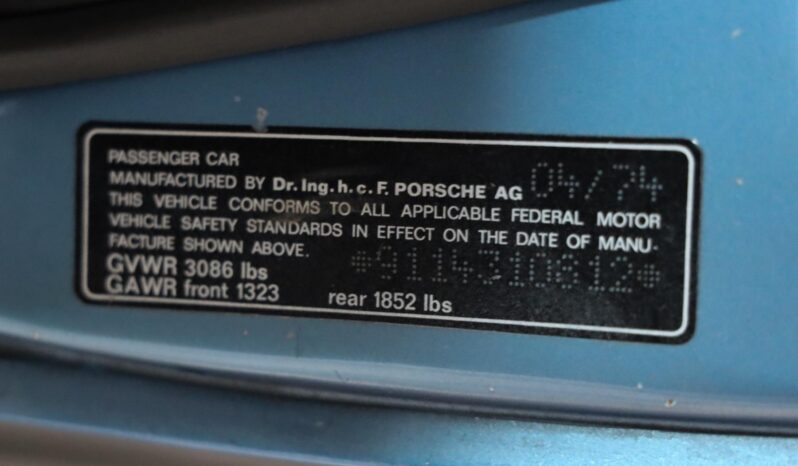 PASSENGER CAR
MANUFACTURED BY Dr.Ing.h.c.F. PORSCHE AG 04/74
THIS VEHICLE CONFORMS TO ALL APPLICABLE FEDERAL MOTOR
VEHICLE SAFETY STANDARDS IN EFFECT ON THE DATE OF MANU-
FACTURE SHOWN ABOVE. *9114310812*
GVWR 3086 lbs
GAWR front 1323 rear 1852 lbs